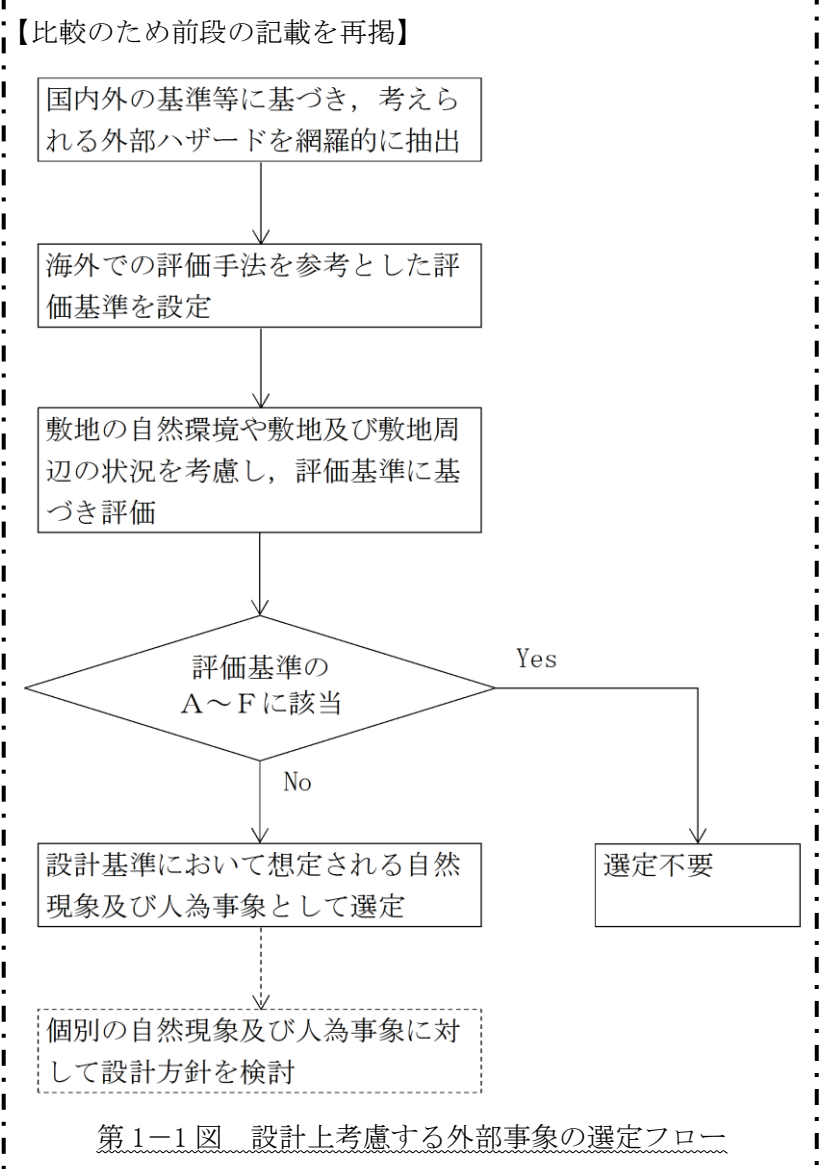 【比較のため前段の記載を再掲】
国内外の基準等に基づき，考えら
れる外部ハザードを網羅的に抽出
海外での評価手法を参考とした評
価基準を設定
敷地の自然環境や敷地及び敷地周
辺の状況を考慮し，評価基準に基
づき評価
評価基準の
Ａ～Ｆに該当
Yes
No
設計基準において想定される自然
現象及び人為事象として選定
選定不要
個別の自然現象及び人為事象に対
して設計方針を検討
第1－1図　設計上考慮する外部事象の選定フロー